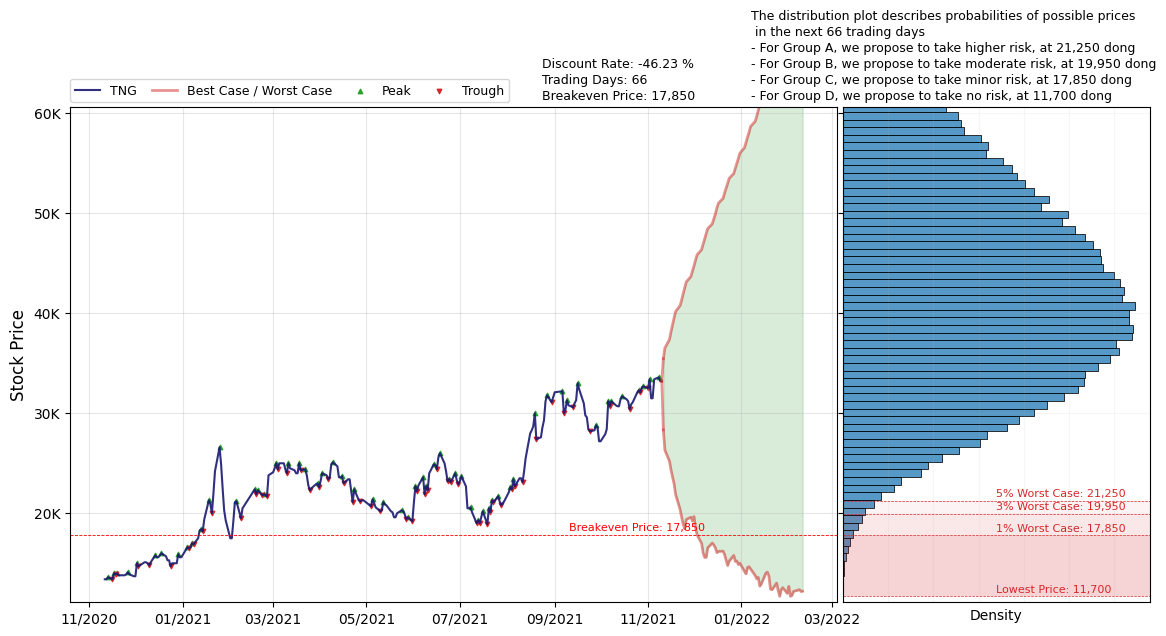 The distribution plot describes probabilities of possible prices
in the next 66 trading days
- For Group A, we propose to take higher risk, at 21,250 dong
- For Group B, we propose to take moderate risk, at 19,950 dong
- For Group C, we propose to take minor risk, at 17,850 dong
- For Group D, we propose to take no risk, at 11,700 dong
Discount Rate: -46.23 %
Trading Days: 66
Breakeven Price: 17,850
TNG
Best Case / Worst Case
Peak
Trough
Stock Price
60K
50K
40K
30K
20K
Breakeven Price: 17,850
5% Worst Case: 21,250
3% Worst Case: 19,950
1% Worst Case: 17,850
Lowest Price: 11,700
11/2020
01/2021
03/2021
05/2021
07/2021
09/2021
11/2021
01/2022
03/2022
Density